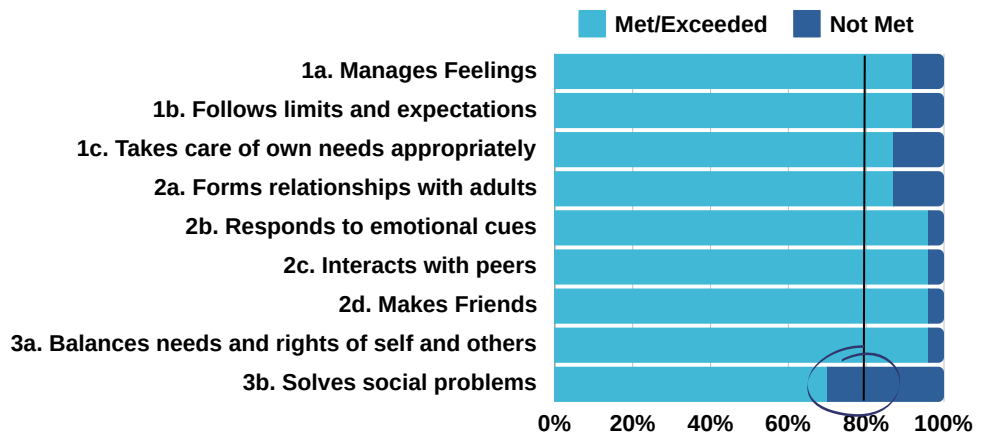 Met/Exceeded Not Met
1a. Manages Feelings
1b. Follows limits and expectations
1c. Takes care of own needs appropriately
2a. Forms relationships with adults
2b. Responds to emotional cues
2c. Interacts with peers
2d. Makes Friends
3a. Balances needs and rights of self and others
3b. Solves social problems
0% 20% 40% 60% 80% 100%